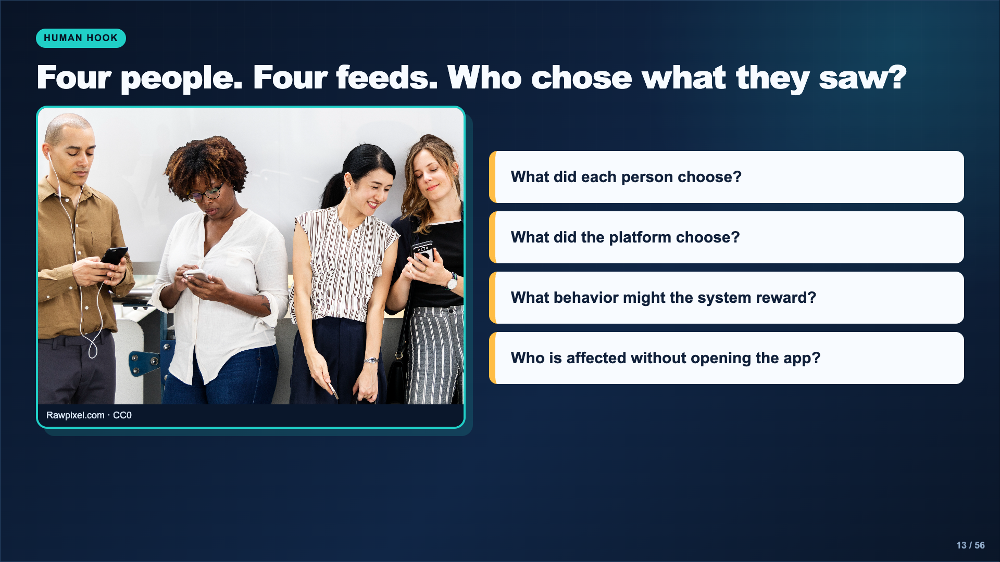 HUMAN HOOK
Four people. Four feeds. Who chose what they saw?
What did each person choose?
What did the platform choose?
What behavior might the system reward?
Who is affected without opening the app?
Rawpixel.com · CC0
13 / 56